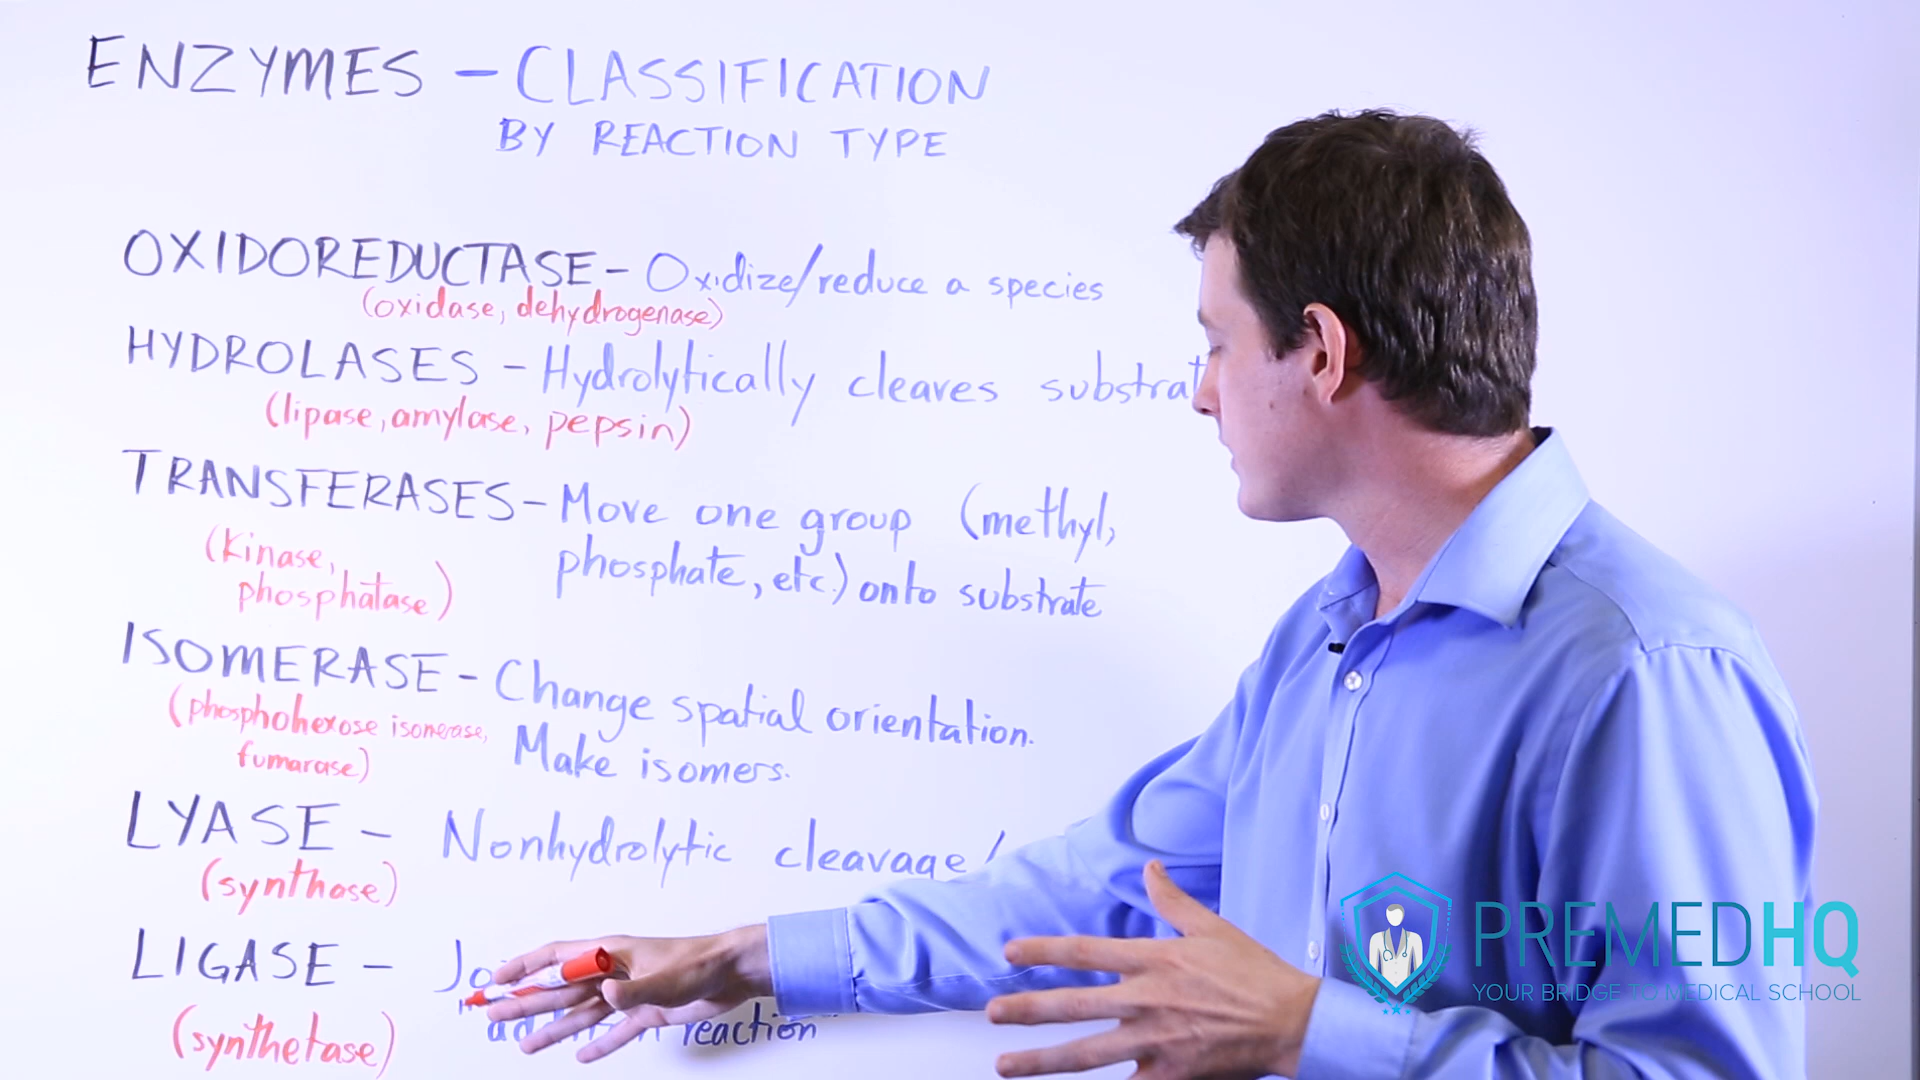 ENZYMES - CLASSIFICATION
BY REACTION TYPE
OXIDOREDUCTASE - Oxidize/reduce a species
(oxidase, dehydrogenase)
HYDROLASES - Hydrolytically cleaves substrat
(lipase, amylase, pepsin)
TRANSFERASES - Move one group (methyl,
phosphate, etc.) onto substrate
(Kinase,
phosphatase)
ISOMERASE - Change spatial orientation.
(phosphohexose isomerase,
fumarase)
Make isomers.
LYASE - Nonhydrolytic cleavage/
(synthase)
LIGASE - Jo
reaction
(synthetase)
PREMEDHQ
YOUR BRIDGE TO MEDICAL SCHOOL